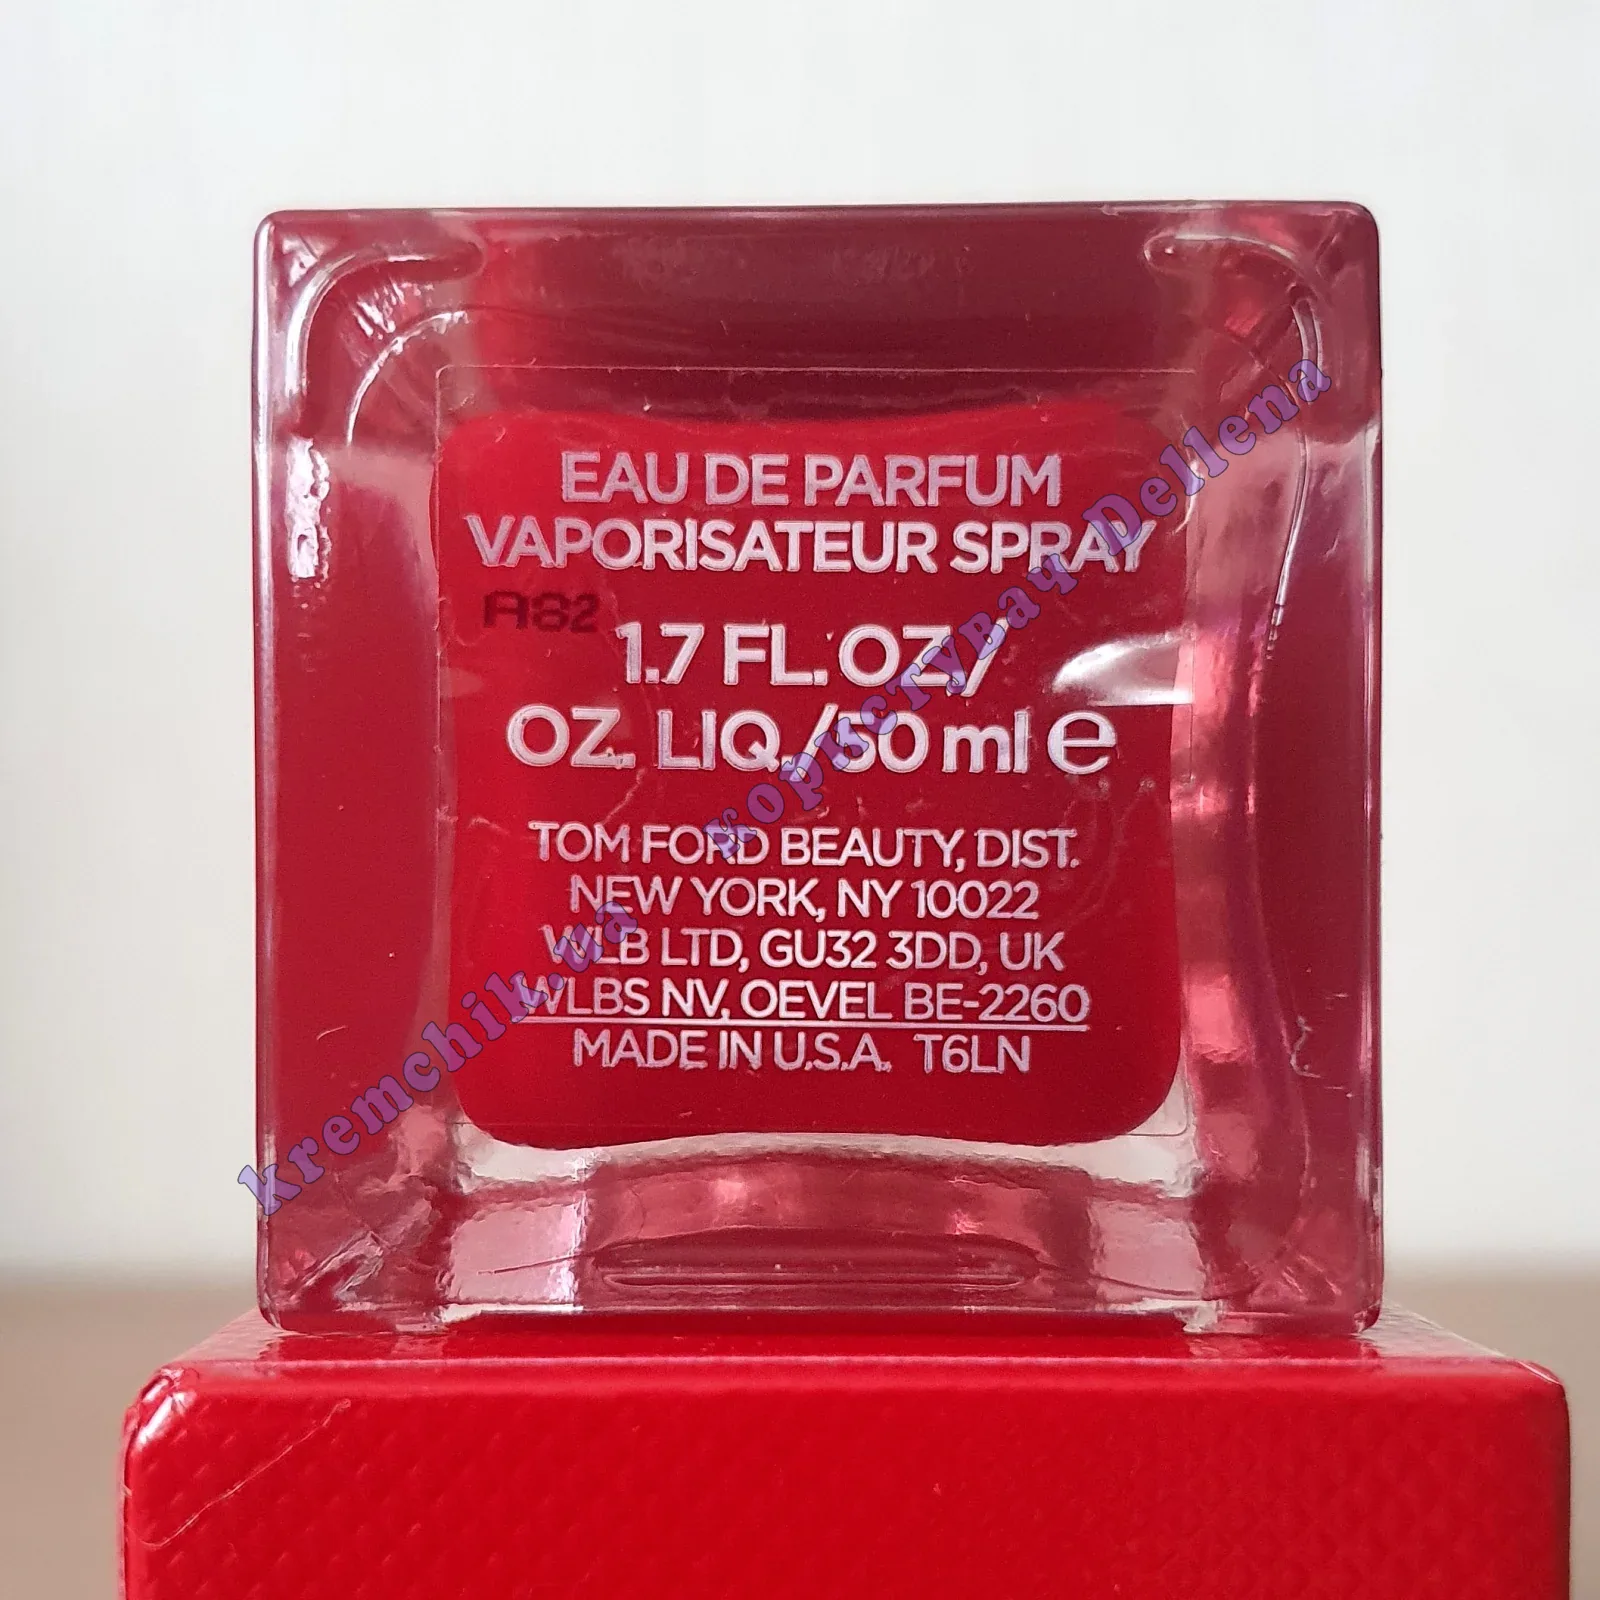 EAU DE PARFUM
VAPORISATEUR SPRAY
A82
1.7 FL. OZ/
OZ. LIQ./50 ml ℮
TOM FORD BEAUTY, DIST.
NEW YORK, NY 10022
WLB LTD, GU32 3DD, UK
WLBS NV, OEVEL BE-2260
MADE IN U.S.A. T6LN
kremchik.ua користувач Dellena